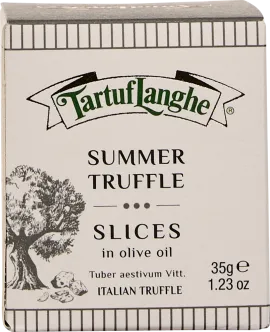 TartufLanghe ®
SUMMER
TRUFFLE
SLICES
in olive oil
Tuber aestivum Vitt.
ITALIAN TRUFFLE
35g ℮
1.23 oz